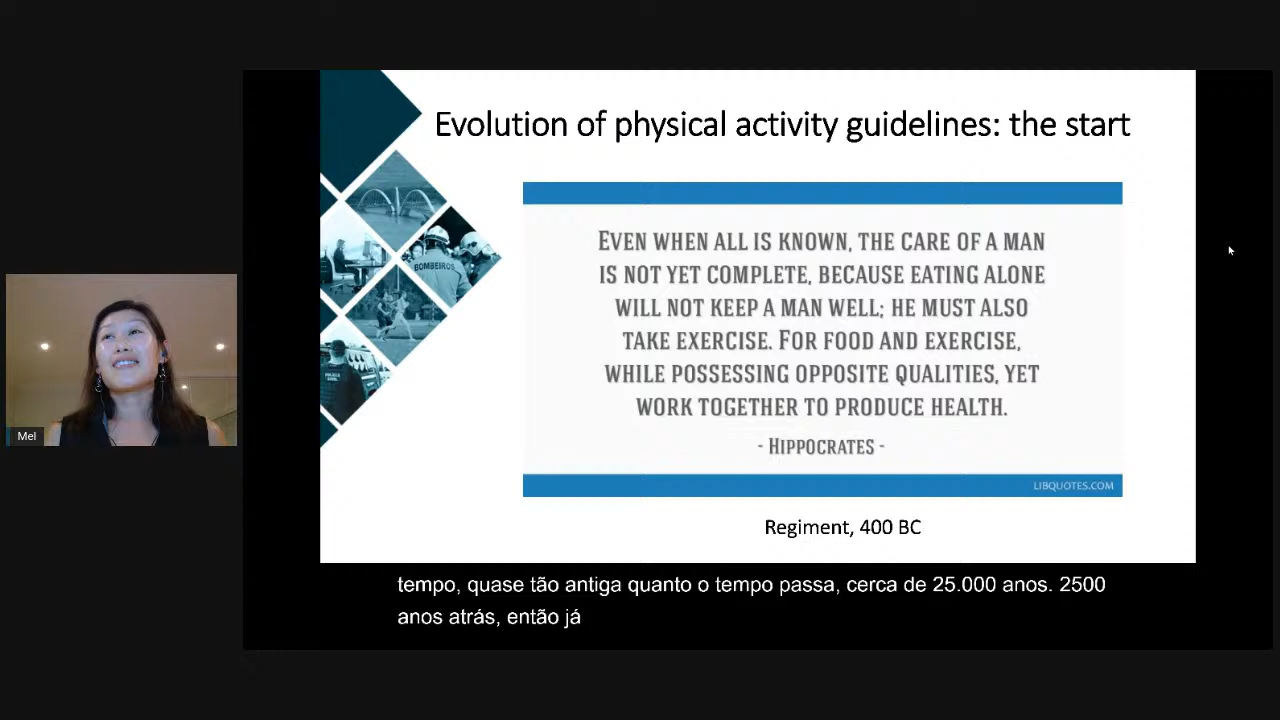 Evolution of physical activity guidelines: the start
EVEN WHEN ALL IS KNOWN, THE CARE OF A MAN
IS NOT YET COMPLETE, BECAUSE EATING ALONE
WILL NOT KEEP A MAN WELL; HE MUST ALSO
TAKE EXERCISE. FOR FOOD AND EXERCISE,
WHILE POSSESSING OPPOSITE QUALITIES, YET
WORK TOGETHER TO PRODUCE HEALTH.
- HIPPOCRATES -
LIBQUOTES.COM
Regiment, 400 BC
BOMBEIROS
Mel
tempo, quase tão antiga quanto o tempo passa, cerca de 25.000 anos. 2500
anos atrás, então já